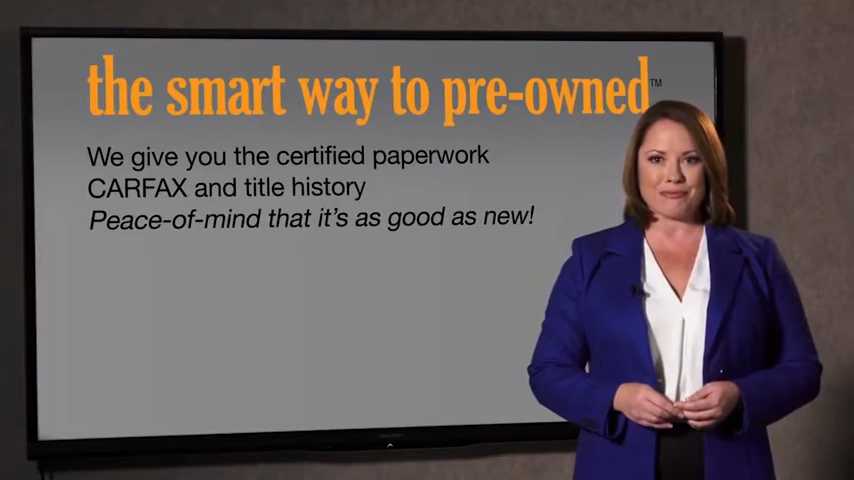 the smart way to pre-owned™
We give you the certified paperwork
CARFAX and title history
Peace-of-mind that it's as good as new!